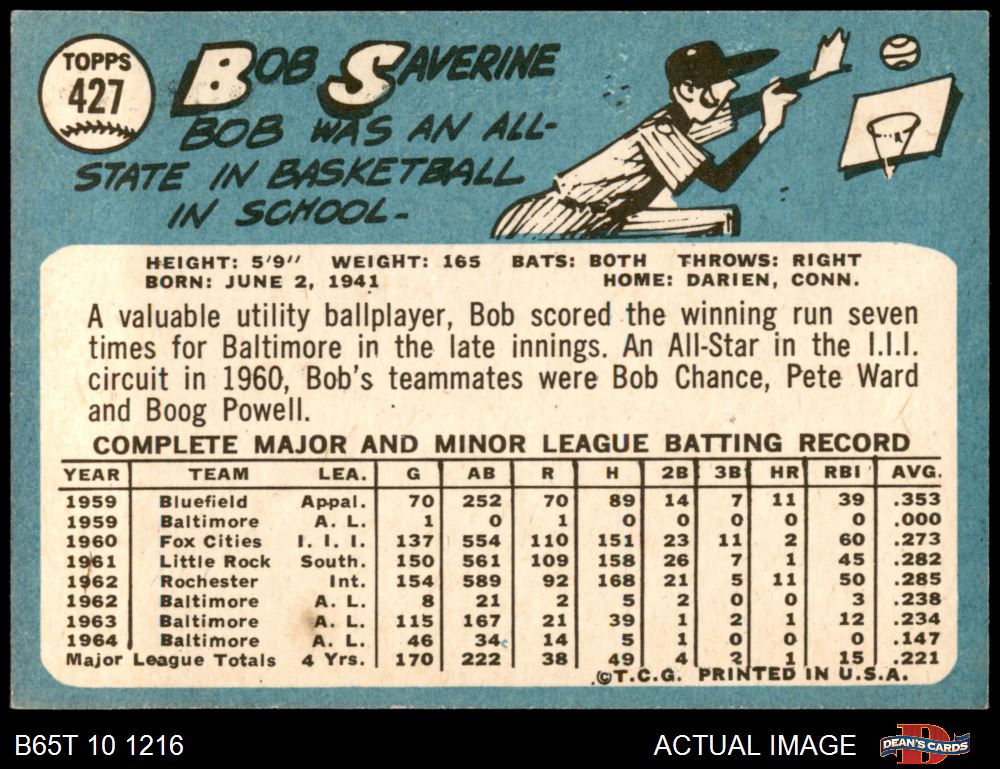 TOPPS
427
BOB SAVERINE
BOB WAS AN ALL-
STATE IN BASKETBALL
IN SCHOOL-
HEIGHT: 5'9" WEIGHT: 165 BATS: BOTH THROWS: RIGHT
BORN: JUNE 2, 1941 HOME: DARIEN, CONN.
A valuable utility ballplayer, Bob scored the winning run seven
times for Baltimore in the late innings. An All-Star in the I.I.I.
circuit in 1960, Bob's teammates were Bob Chance, Pete Ward
and Boog Powell.
COMPLETE MAJOR AND MINOR LEAGUE BATTING RECORD
YEAR TEAM LEA. G AB R H 2B 3B HR RBI AVG.
1959 Bluefield Appal. 70 252 70 89 14 7 11 39 .353
1959 Baltimore A. L. 1 0 1 0 0 0 0 0 .000
1960 Fox Cities I. I. I. 137 554 110 151 23 11 2 60 .273
1961 Little Rock South. 150 561 109 158 26 7 1 45 .282
1962 Rochester Int. 154 589 92 168 21 5 11 50 .285
1962 Baltimore A. L. 8 21 2 5 2 0 0 3 .238
1963 Baltimore A. L. 115 167 21 39 1 2 1 12 .234
1964 Baltimore A. L. 46 34 14 5 1 0 0 0 .147
Major League Totals 4 Yrs. 170 222 38 49 4 2 1 15 .221
©T.C.G. PRINTED IN U.S.A.
B65T 10 1216 ACTUAL IMAGE DEAN'S CARDS